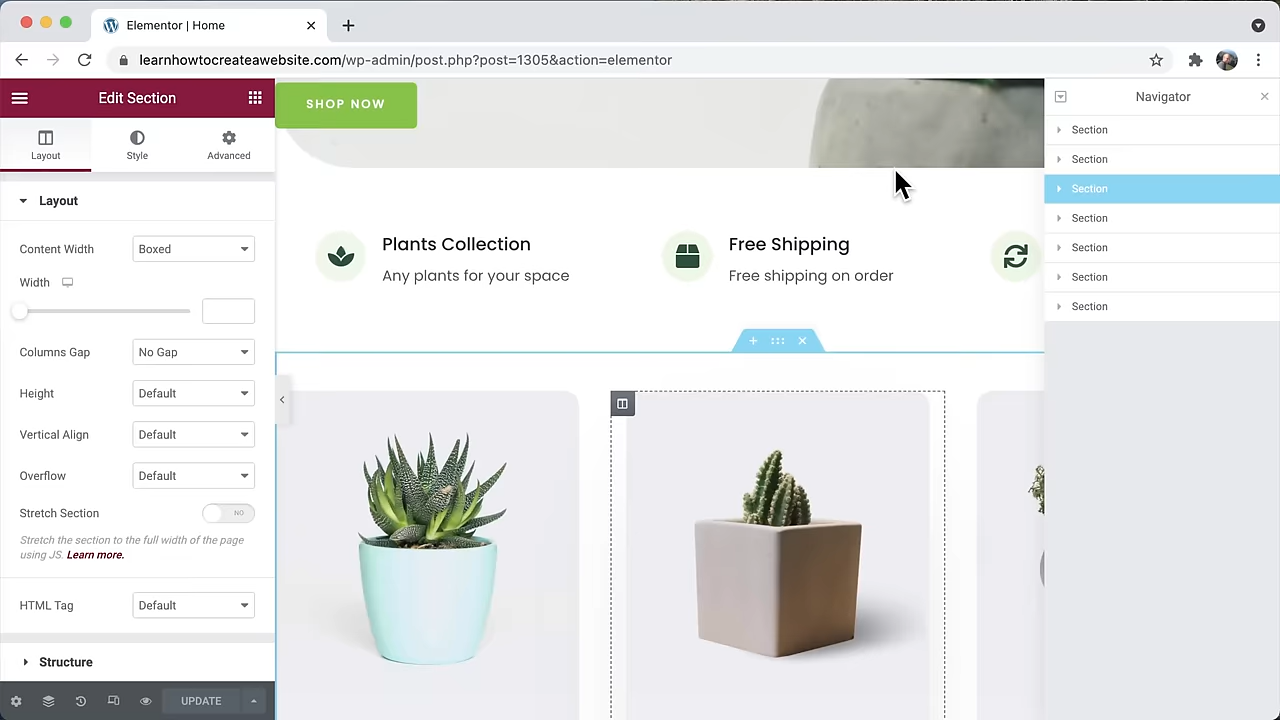 Elementor | Home
learnhowtocreateawebsite.com/wp-admin/post.php?post=1305&action=elementor
Edit Section
Layout
Style
Advanced
Layout
Content Width
Boxed
Width
Columns Gap
No Gap
Height
Default
Vertical Align
Default
Overflow
Default
Stretch Section
NO
Stretch the section to the full width of the page
using JS. Learn more.
HTML Tag
Default
Structure
UPDATE
SHOP NOW
Plants Collection
Any plants for your space
Free Shipping
Free shipping on order
Navigator
Section
Section
Section
Section
Section
Section
Section